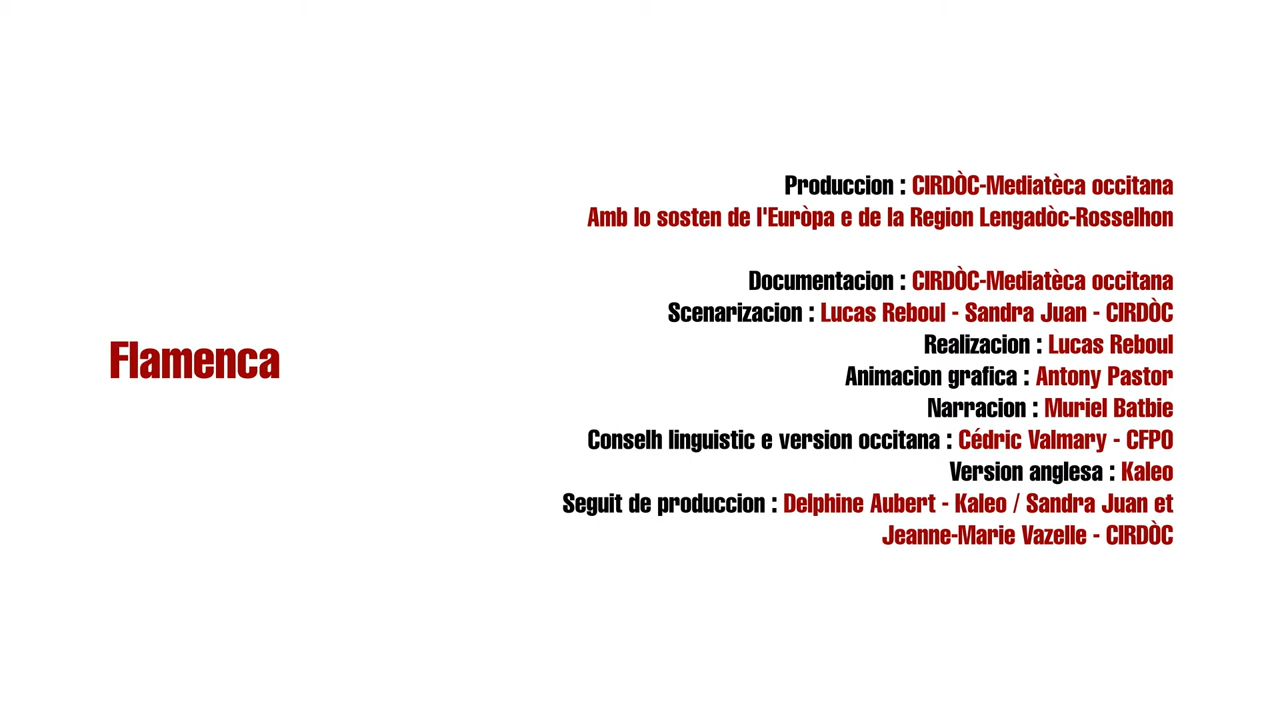 Flamenca
Produccion : CIRDÒC-Mediatèca occitana
Amb lo sosten de l'Euròpa e de la Region Lengadòc-Rosselhon
Documentacion : CIRDÒC-Mediatèca occitana
Scenarizacion : Lucas Reboul - Sandra Juan - CIRDÒC
Realizacion : Lucas Reboul
Animacion grafica : Antony Pastor
Narracion : Muriel Batbie
Conselh linguistic e version occitana : Cédric Valmary - CFPO
Version anglesa : Kaleo
Seguit de produccion : Delphine Aubert - Kaleo / Sandra Juan et
Jeanne-Marie Vazelle - CIRDÒC